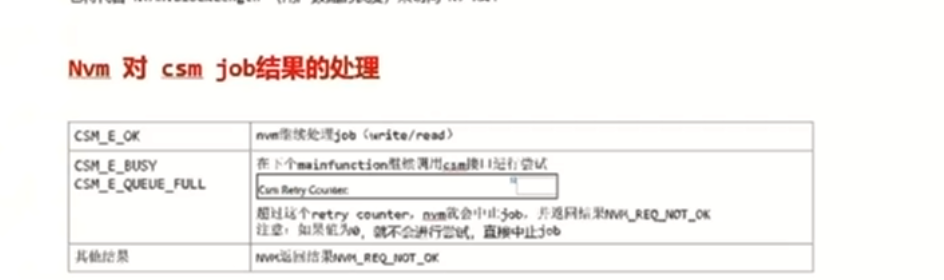 Nvm 对 csm job结果的处理
CSM_E_OK
nvm继续处理job（write/read）
CSM_E_BUSY
CSM_E_QUEUE_FULL
在下个mainfunction继续调用csm接口进行尝试
Csm Retry Counter:
超过这个retry counter，nvm就会中止job，并返回结果NVM_REQ_NOT_OK
注意：如果值为0，就不会进行尝试，直接中止job
其他结果
NVM返回结果NVM_REQ_NOT_OK